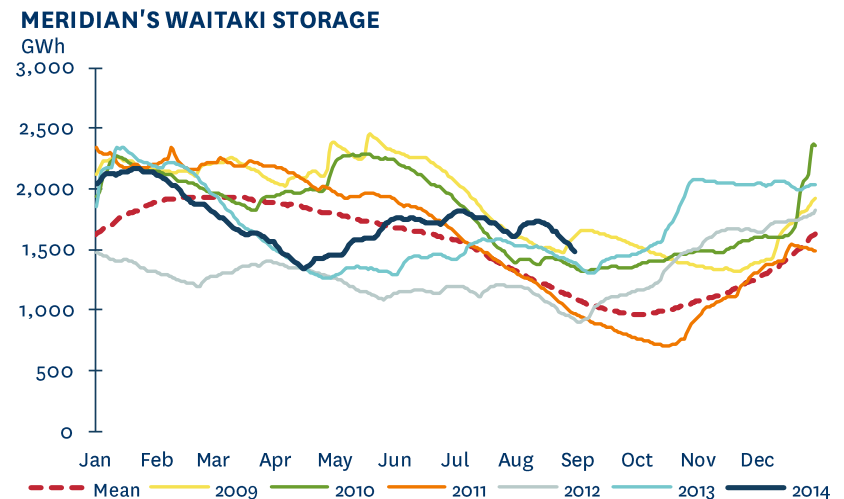 MERIDIAN'S WAITAKI STORAGE
GWh
3,000
2,500
2,000
1,500
1,000
500
0
Jan Feb Mar Apr May Jun Jul Aug Sep Oct Nov Dec
Mean 2009 2010 2011 2012 2013 2014